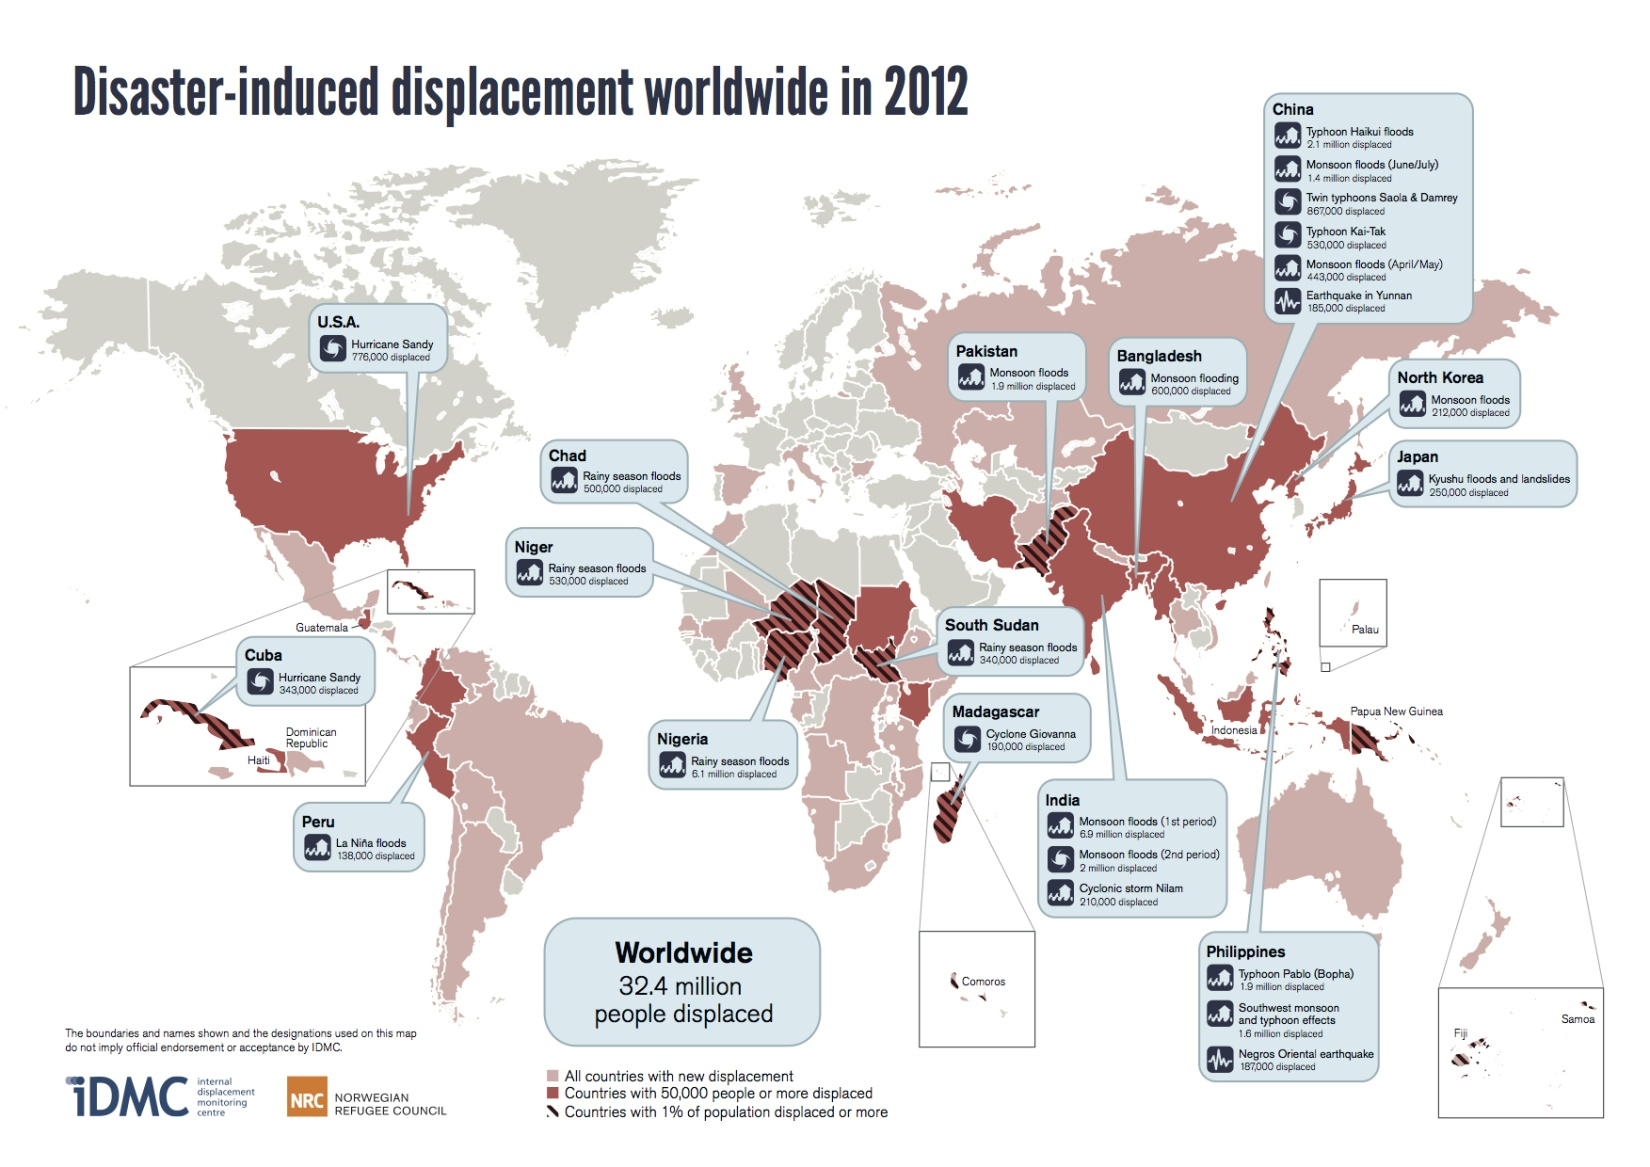 Disaster-induced displacement worldwide in 2012
China
Typhoon Haikui floods
2.1 million displaced
Monsoon floods (June/July)
1.4 million displaced
Twin typhoons Saola & Damrey
867,000 displaced
Typhoon Kai-Tak
530,000 displaced
Monsoon floods (April/May)
443,000 displaced
Earthquake in Yunnan
185,000 displaced
U.S.A.
Hurricane Sandy
776,000 displaced
Pakistan
Monsoon floods
1.9 million displaced
Bangladesh
Monsoon flooding
600,000 displaced
North Korea
Monsoon floods
212,000 displaced
Japan
Kyushu floods and landslides
250,000 displaced
Chad
Rainy season floods
500,000 displaced
Niger
Rainy season floods
530,000 displaced
Guatemala
Cuba
Hurricane Sandy
343,000 displaced
Dominican
Republic
Haiti
South Sudan
Rainy season floods
340,000 displaced
Palau
Madagascar
Cyclone Giovanna
190,000 displaced
Papua New Guinea
Indonesia
Nigeria
Rainy season floods
6.1 million displaced
Peru
La Niña floods
138,000 displaced
India
Monsoon floods (1st period)
6.9 million displaced
Monsoon floods (2nd period)
2 million displaced
Cyclonic storm Nilam
210,000 displaced
Worldwide
32.4 million
people displaced
Comoros
Philippines
Typhoon Pablo (Bopha)
1.9 million displaced
Southwest monsoon
and typhoon effects
1.6 million displaced
Negros Oriental earthquake
187,000 displaced
Samoa
Fiji
The boundaries and names shown and the designations used on this map
do not imply official endorsement or acceptance by IDMC.
iDMC
internal
displacement
monitoring
centre
NRC
NORWEGIAN
REFUGEE COUNCIL
All countries with new displacement
Countries with 50,000 people or more displaced
Countries with 1% of population displaced or more